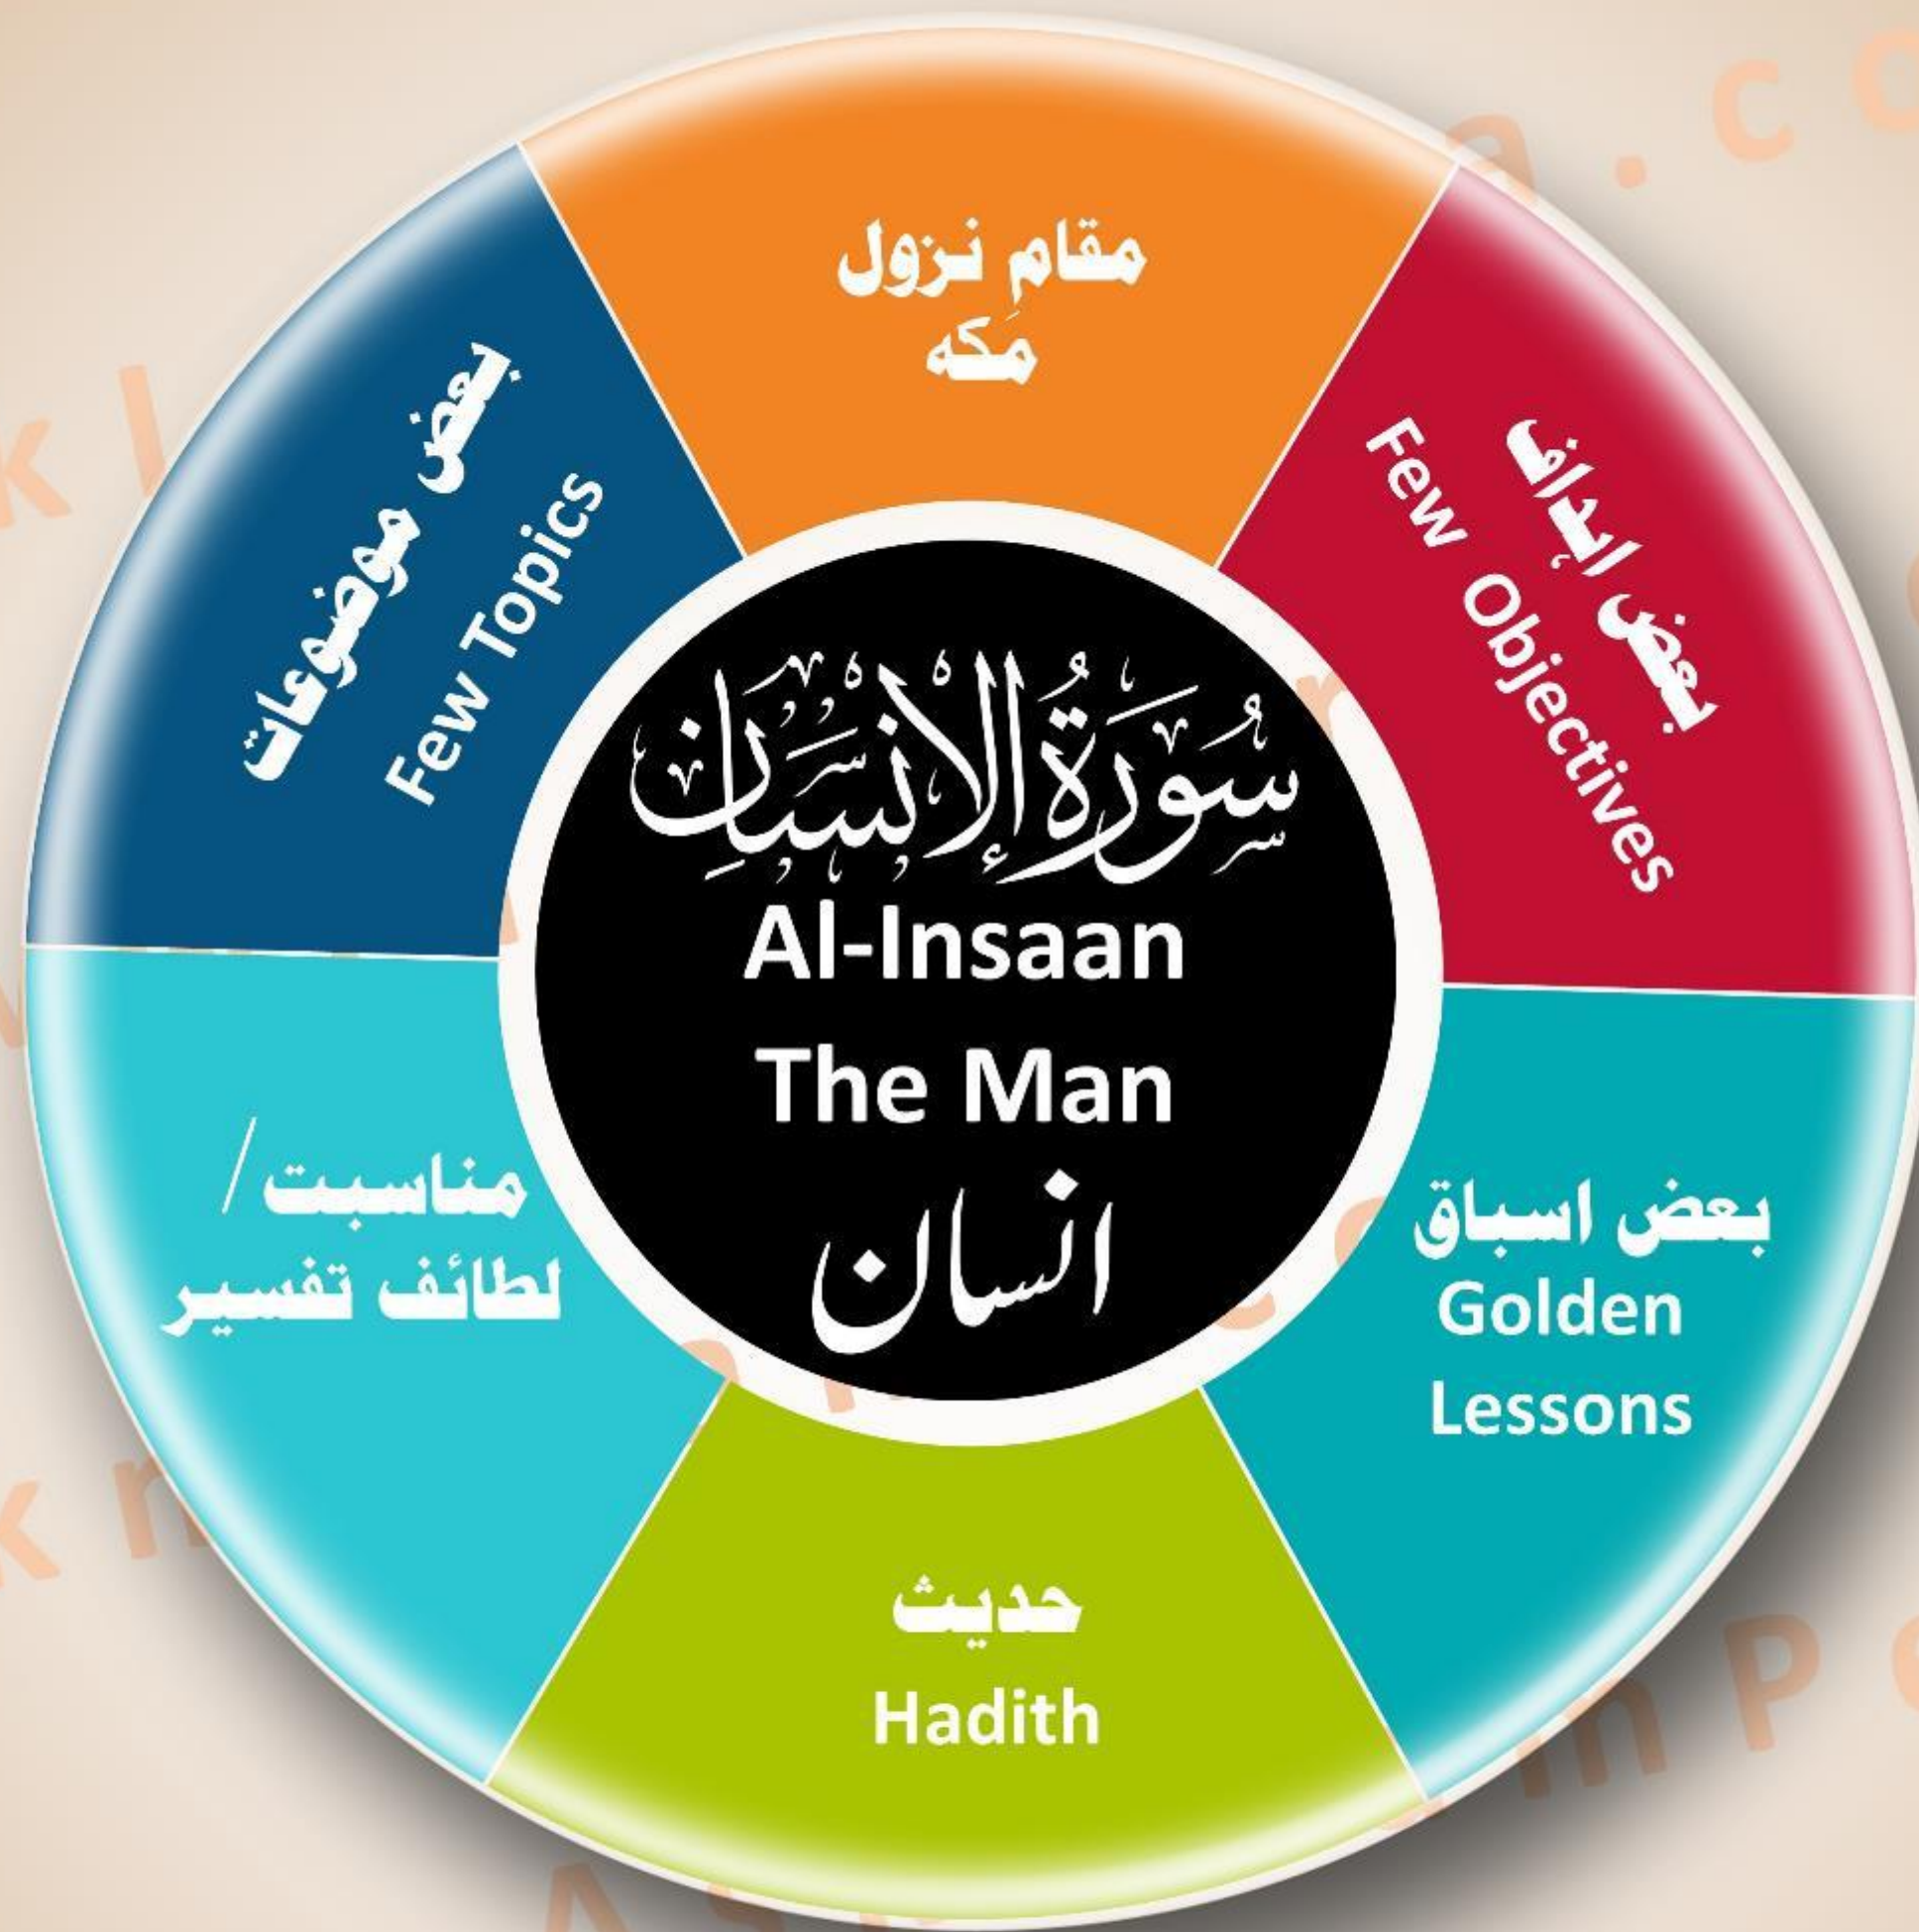 مقامِ نزول
مکہ
بعض اہداف
Few Objectives
بعض اسباق
Golden
Lessons
حدیث
Hadith
مناسبت/
لطائف تفسیر
بعض موضوعات
Few Topics
سُورَةُ الإِنسَانِ
Al-Insaan
The Man
انسان